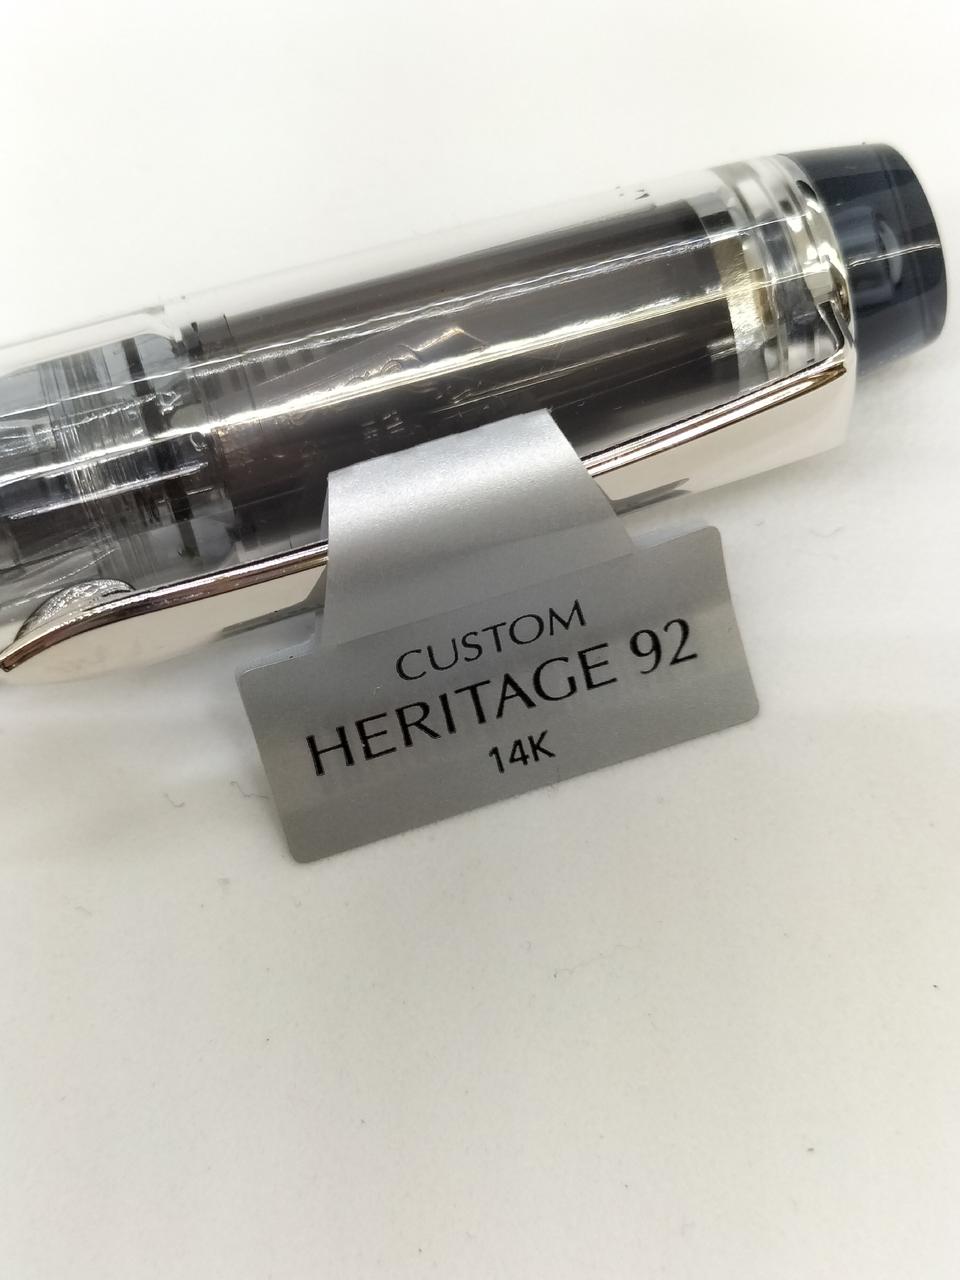 CUSTOM
HERITAGE 92
14K